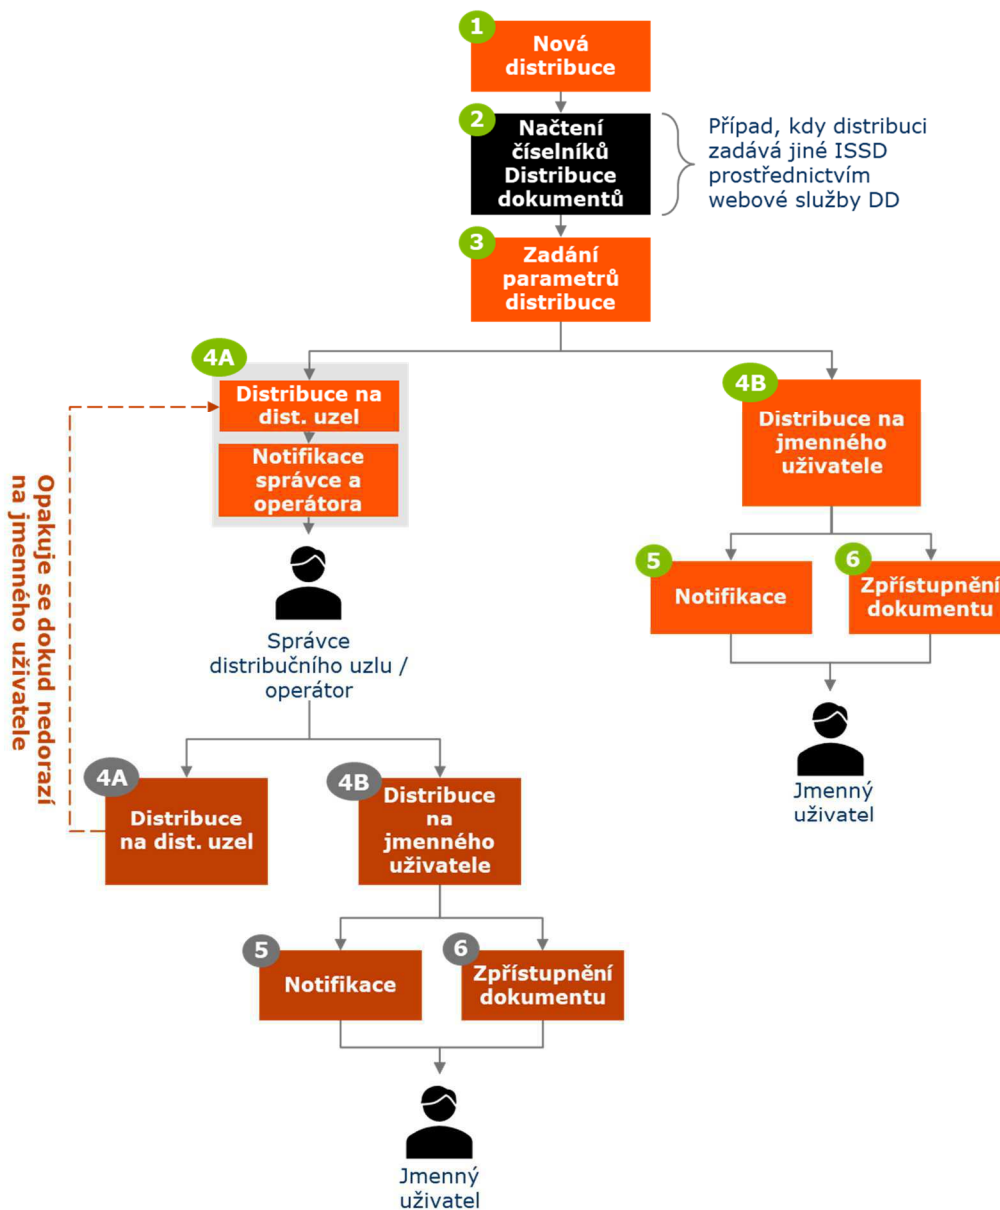 1
Nová
distribuce
2
Načtení
číselníků
Distribuce
dokumentů
Případ, kdy distribuci
zadává jiné ISSD
prostřednictvím
webové služby DD
3
Zadání
parametrů
distribuce
4A
Distribuce na
dist. uzel
Notifikace
správce a
operátora
4B
Distribuce na
jmenného
uživatele
5
Notifikace
6
Zpřístupnění
dokumentu
Jmenný
uživatel
Správce
distribučního uzlu /
operátor
Opakuje se dokud nedorazí
na jmenného uživatele
4A
Distribuce
na dist. uzel
4B
Distribuce
na
jmenného
uživatele
5
Notifikace
6
Zpřístupnění
dokumentu
Jmenný
uživatel